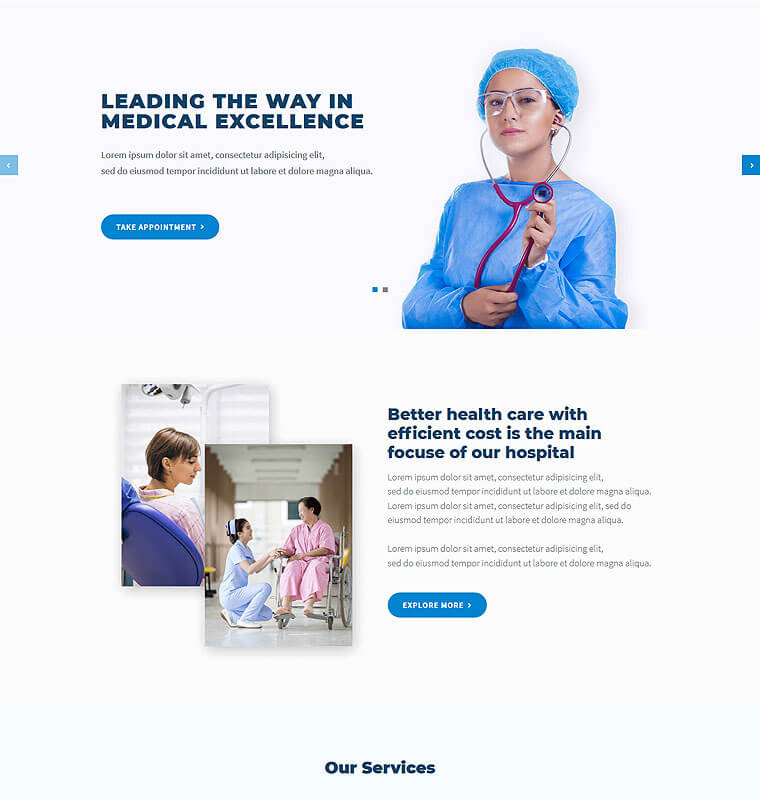 LEADING THE WAY IN
MEDICAL EXCELLENCE
Lorem ipsum dolor sit amet, consectetur adipisicing elit,
sed do eiusmod tempor incididunt ut labore et dolore magna aliqua.
TAKE APPOINTMENT
Better health care with
efficient cost is the main
focuse of our hospital
Lorem ipsum dolor sit amet, consectetur adipisicing elit,
sed do eiusmod tempor incididunt ut labore et dolore magna aliqua.
Lorem ipsum dolor sit amet, consectetur adipisicing elit, sed do
eiusmod tempor incididunt ut labore et dolore magna aliqua.
Lorem ipsum dolor sit amet, consectetur adipisicing elit,
sed do eiusmod tempor incididunt ut labore et dolore magna aliqua.
EXPLORE MORE
Our Services